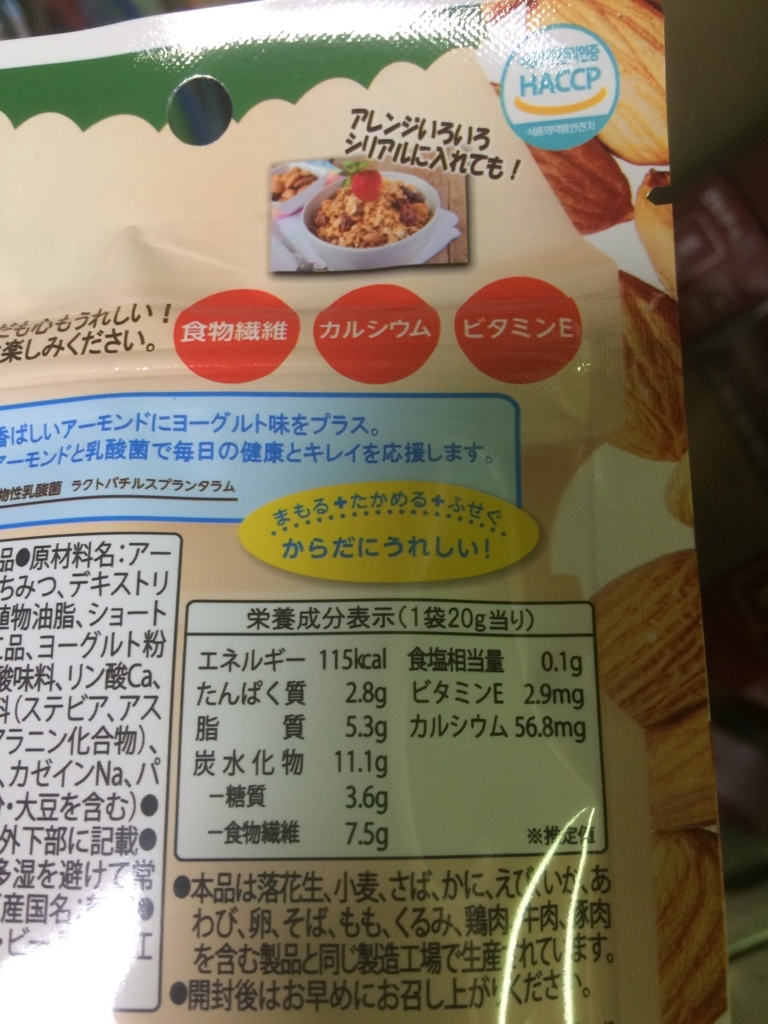 HACCP
アレンジいろいろ
シリアルに入れても!
も心もうれしい!
楽しみください。
食物繊維
カルシウム
ビタミンE
香ばしいアーモンドにヨーグルト味をプラス。
アーモンドと乳酸菌で毎日の健康とキレイを応援します。
物性乳酸菌 ラクトバチルスプランタラム
まもる+たかめる+ふせぐ
からだにうれしい!
品●原材料名:アー
ちみつ、デキストリ
植物油脂、ショート
品、ヨーグルト粉
酸味料、リン酸Ca、
料(ステビア、アス
ラニン化合物)、
、カゼインNa、パ
・大豆を含む)●
外下部に記載●
多湿を避けて常
産国名:
・ビー
栄養成分表示(1袋20g当り)
エネルギー 115kcal 食塩相当量 0.1g
たんぱく質 2.8g ビタミンE 2.9mg
脂質 5.3g カルシウム 56.8mg
炭水化物 11.1g
-糖質 3.6g
-食物繊維 7.5g ※推定値
●本品は落花生、小麦、さば、かに、えび、いか、あ
わび、卵、そば、もも、くるみ、鶏肉、牛肉、豚肉
を含む製品と同じ製造工場で生産されています。
●開封後はお早めにお召し上がりください。